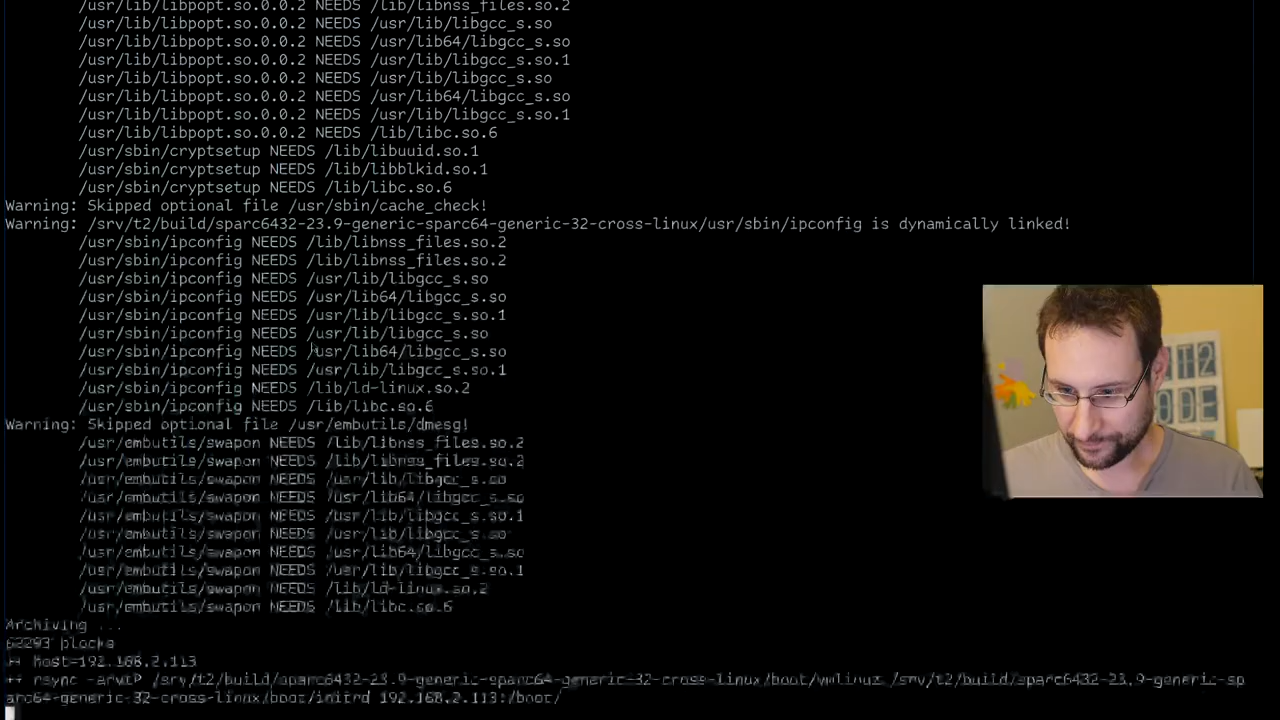 /usr/lib/libpopt.so.0.0.2 NEEDS /usr/lib/libnss_files.so.2
/usr/lib/libpopt.so.0.0.2 NEEDS /usr/lib/libgcc_s.so
/usr/lib/libpopt.so.0.0.2 NEEDS /usr/lib64/libgcc_s.so
/usr/lib/libpopt.so.0.0.2 NEEDS /usr/lib/libgcc_s.so.1
/usr/lib/libpopt.so.0.0.2 NEEDS /usr/lib/libgcc_s.so
/usr/lib/libpopt.so.0.0.2 NEEDS /usr/lib64/libgcc_s.so
/usr/lib/libpopt.so.0.0.2 NEEDS /usr/lib/libgcc_s.so.1
/usr/lib/libpopt.so.0.0.2 NEEDS /lib/libc.so.6
/usr/sbin/cryptsetup NEEDS /lib/libuuid.so.1
/usr/sbin/cryptsetup NEEDS /lib/libblkid.so.1
/usr/sbin/cryptsetup NEEDS /lib/libc.so.6
Warning: Skipped optional file /usr/sbin/cache_check!
Warning: /srv/t2/build/sparc6432-23.9-generic-sparc64-generic-32-cross-linux/usr/sbin/ipconfig is dynamically linked!
/usr/sbin/ipconfig NEEDS /lib/libnss_files.so.2
/usr/sbin/ipconfig NEEDS /lib/libnss_files.so.2
/usr/sbin/ipconfig NEEDS /usr/lib/libgcc_s.so
/usr/sbin/ipconfig NEEDS /usr/lib64/libgcc_s.so
/usr/sbin/ipconfig NEEDS /usr/lib/libgcc_s.so.1
/usr/sbin/ipconfig NEEDS /usr/lib/libgcc_s.so
/usr/sbin/ipconfig NEEDS /usr/lib64/libgcc_s.so
/usr/sbin/ipconfig NEEDS /usr/lib/libgcc_s.so.1
/usr/sbin/ipconfig NEEDS /lib/ld-linux.so.2
/usr/sbin/ipconfig NEEDS /lib/libc.so.6
Warning: Skipped optional file /usr/embutils/dmesg!
/usr/embutils/swapon NEEDS /lib/libnss_files.so.2
/usr/embutils/swapon NEEDS /lib/libnss_files.so.2
/usr/embutils/swapon NEEDS /usr/lib/libgcc_s.so
/usr/embutils/swapon NEEDS /usr/lib64/libgcc_s.so
/usr/embutils/swapon NEEDS /usr/lib/libgcc_s.so.1
/usr/embutils/swapon NEEDS /usr/lib/libgcc_s.so
/usr/embutils/swapon NEEDS /usr/lib64/libgcc_s.so
/usr/embutils/swapon NEEDS /usr/lib/libgcc_s.so.1
/usr/embutils/swapon NEEDS /lib/ld-linux.so.2
/usr/embutils/swapon NEEDS /lib/libc.so.6
Archiving ...
blocks
host=192.168.2.113
rsync -arvIP /srv/t2/build/sparc6432-23.9-generic-sparc64-generic-32-cross-linux/boot/vmlinux /srv/t2/build/sparc6432-23.9-generic-sp
arc64-generic-32-cross-linux/boot/initrd 192.168.2.113:/boot/
T2
CODE